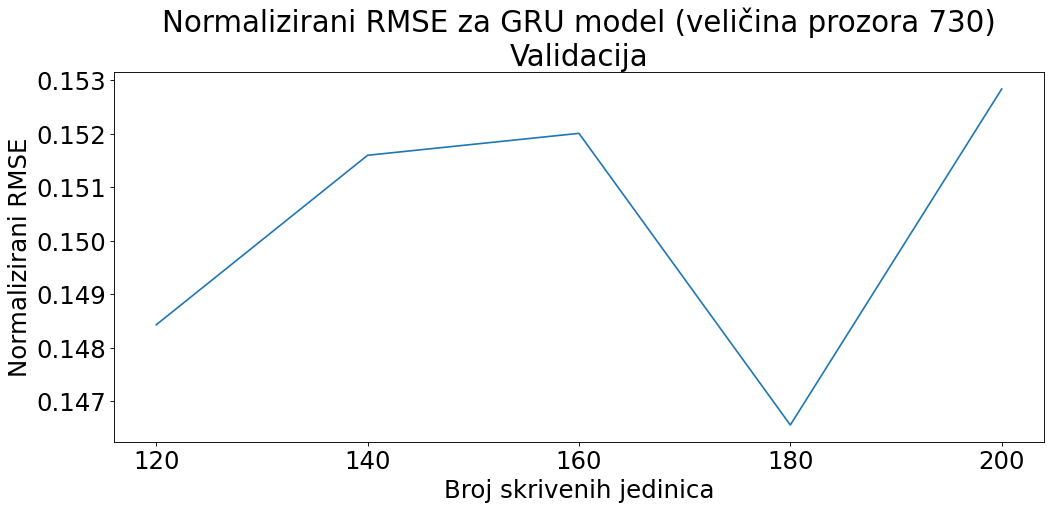 Normalizirani RMSE za GRU model (veličina prozora 730)
Validacija
Normalizirani RMSE
0.153
0.152
0.151
0.150
0.149
0.148
0.147
120 140 160 180 200
Broj skrivenih jedinica